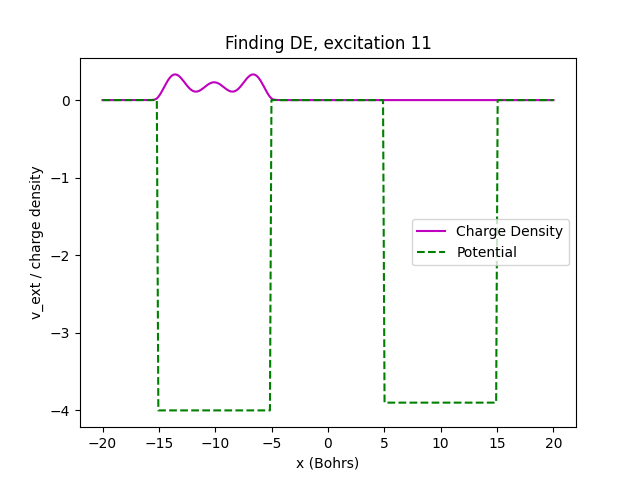 Finding DE, excitation 11
v_ext / charge density
0
−1
−2
−3
−4
Charge Density
Potential
−20
−15
−10
−5
0
5
10
15
20
x (Bohrs)